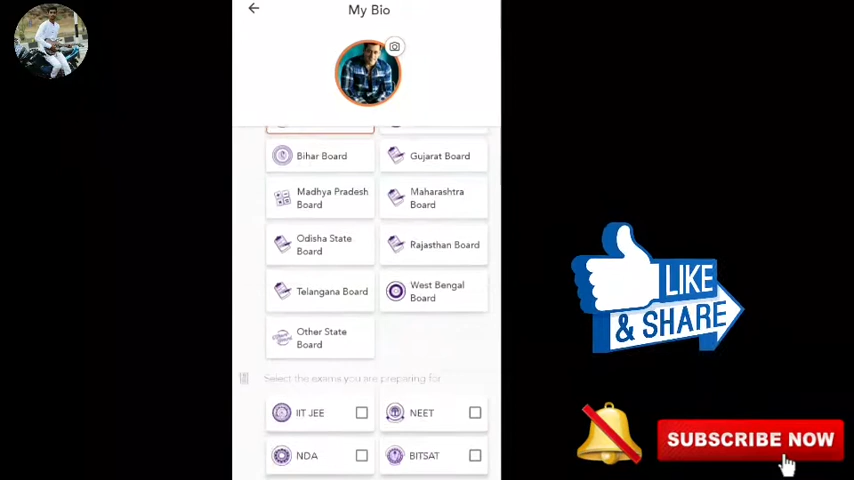 My Bio
Bihar Board
Gujarat Board
Madhya Pradesh
Board
Maharashtra
Board
Odisha State
Board
Rajasthan Board
Telangana Board
West Bengal
Board
Other State
Board
Select the exams you are preparing for
IIT JEE
NEET
NDA
BITSAT
LIKE
& SHARE
SUBSCRIBE NOW